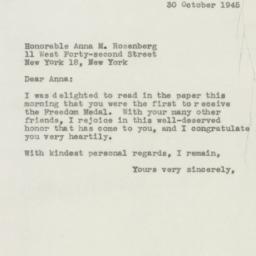 30 October 1945
Honorable Anna M. Rosenberg
11 West Forty-second Street
New York 18, New York
Dear Anna:
I was delighted to read in the paper this
morning that you were the first to receive
the Freedom Medal. With your many other
friends, I rejoice in this well-deserved
honor that has come to you, and I congratulate
you very heartily.
With kindest personal regards, I remain,
Yours very sincerely,